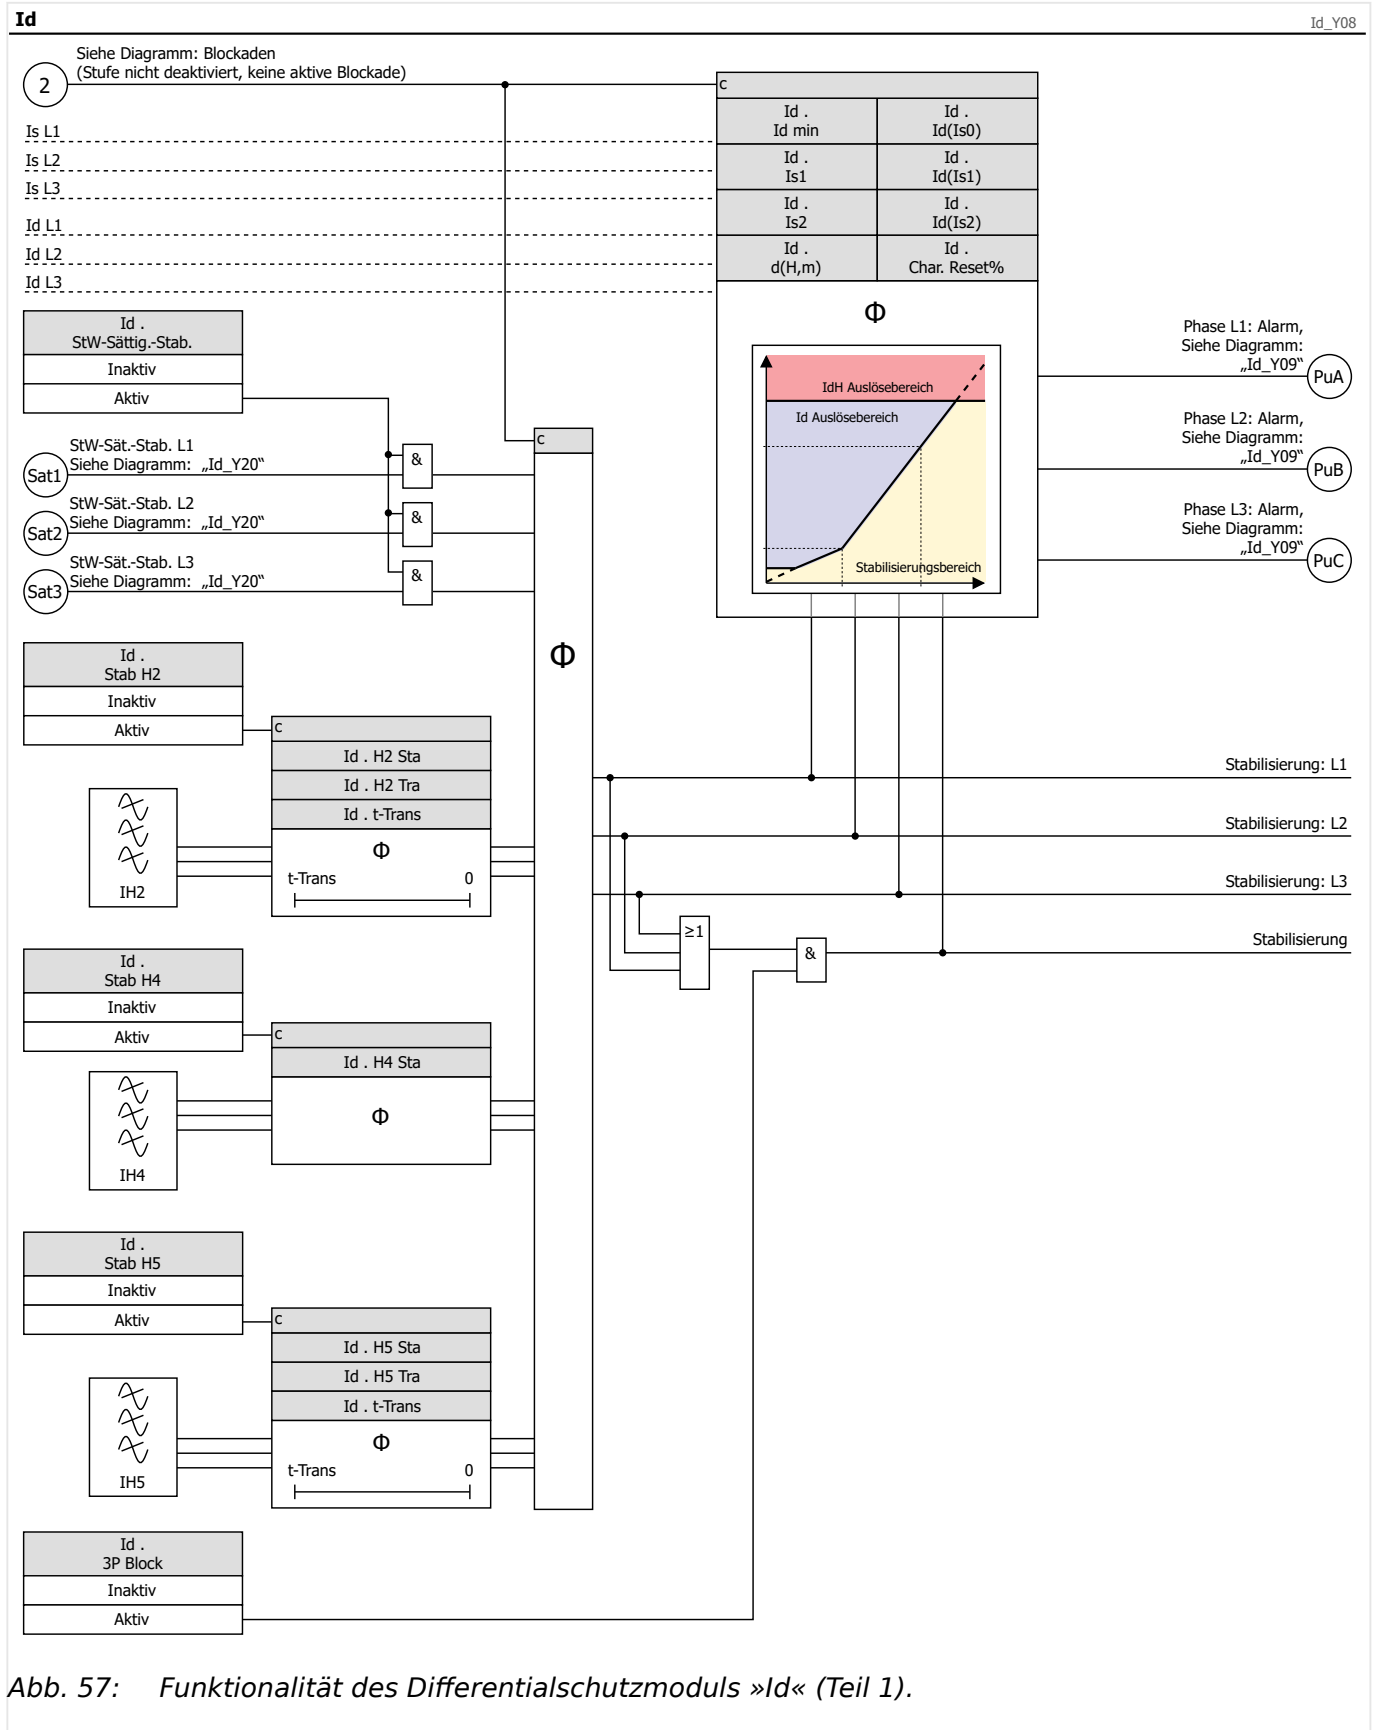 Id
Id_Y08
Siehe Diagramm: Blockaden
(Stufe nicht deaktiviert, keine aktive Blockade)
2
c
Id .
Id min
Id .
Id(Is0)
Id .
Is1
Id .
Id(Is1)
Id .
Is2
Id .
Id(Is2)
Id .
d(H,m)
Id .
Char. Reset%
Is L1
Is L2
Is L3
Id L1
Id L2
Id L3
Φ
IdH Auslösebereich
Id Auslösebereich
Stabilisierungsbereich
Phase L1: Alarm,
Siehe Diagramm:
„Id_Y09“
PuA
Phase L2: Alarm,
Siehe Diagramm:
„Id_Y09“
PuB
Phase L3: Alarm,
Siehe Diagramm:
„Id_Y09“
PuC
Id .
StW-Sättig.-Stab.
Inaktiv
Aktiv
StW-Sät.-Stab. L1
Siehe Diagramm: „Id_Y20“
Sat1
&
StW-Sät.-Stab. L2
Siehe Diagramm: „Id_Y20“
Sat2
&
StW-Sät.-Stab. L3
Siehe Diagramm: „Id_Y20“
Sat3
&
c
Φ
Id .
Stab H2
Inaktiv
Aktiv
c
Id . H2 Sta
Id . H2 Tra
Id . t-Trans
Φ
t-Trans 0
IH2
Stabilisierung: L1
Stabilisierung: L2
Stabilisierung: L3
≥1
&
Stabilisierung
Id .
Stab H4
Inaktiv
Aktiv
c
Id . H4 Sta
Φ
IH4
Id .
Stab H5
Inaktiv
Aktiv
c
Id . H5 Sta
Id . H5 Tra
Id . t-Trans
Φ
t-Trans 0
IH5
Id .
3P Block
Inaktiv
Aktiv
Abb. 57: Funktionalität des Differentialschutzmoduls »Id« (Teil 1).